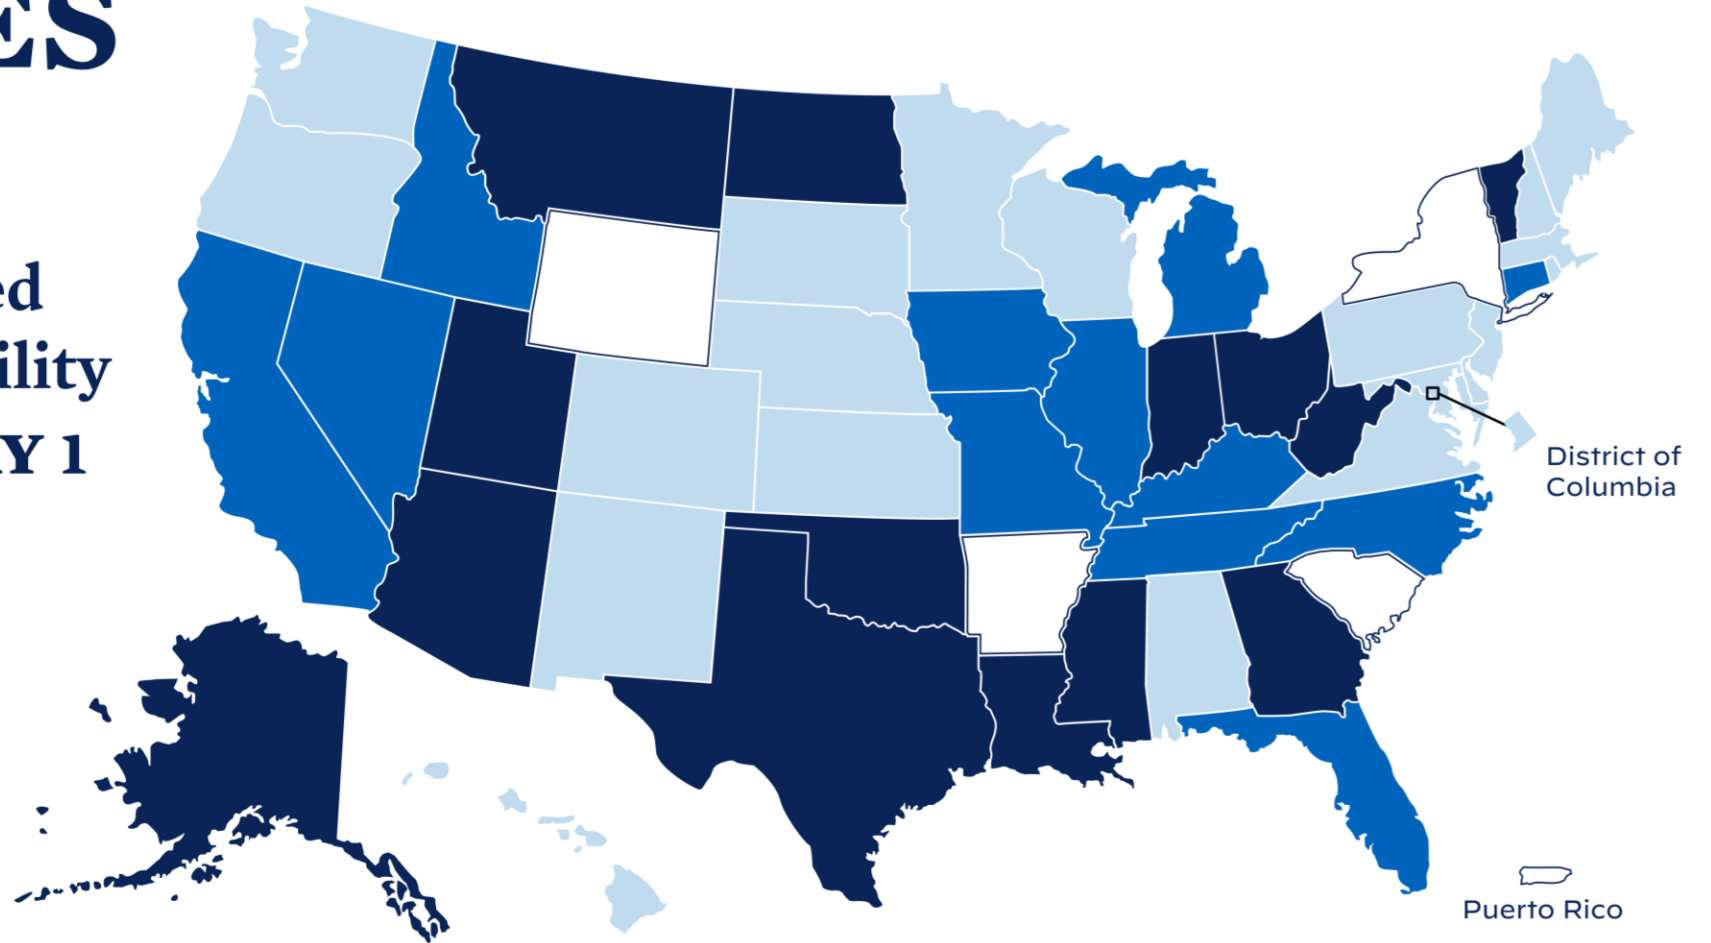 ES
ed
ility
Y 1
District of
Columbia
Puerto Rico